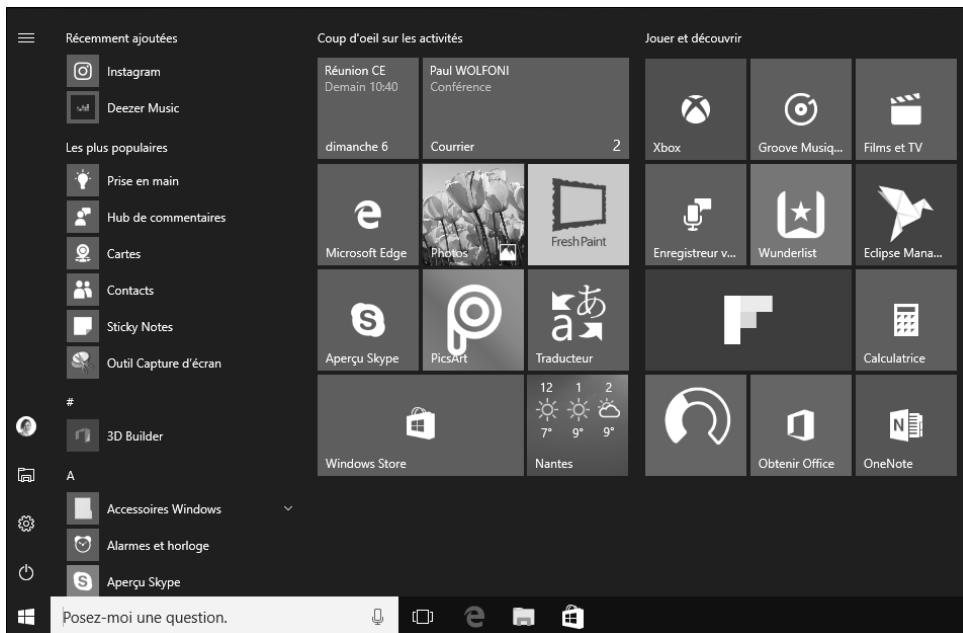 Récemment ajoutées
Instagram
Deezer Music
Les plus populaires
Prise en main
Hub de commentaires
Cartes
Contacts
Sticky Notes
Outil Capture d'écran
#
3D Builder
A
Accessoires Windows
Alarmes et horloge
Aperçu Skype
Coup d'oeil sur les activités
Réunion CE
Demain 10:40
dimanche 6
Paul WOLFONI
Conférence
Courrier 2
Microsoft Edge
Photos
Fresh Paint
Aperçu Skype
PicsArt
Traducteur
Windows Store
12 1 2
7° 9° 9°
Nantes
Jouer et découvrir
Xbox
Groove Musiq...
Films et TV
Enregistreur v...
Wunderlist
Eclipse Mana...
Calculatrice
Obtenir Office
OneNote
Posez-moi une question.